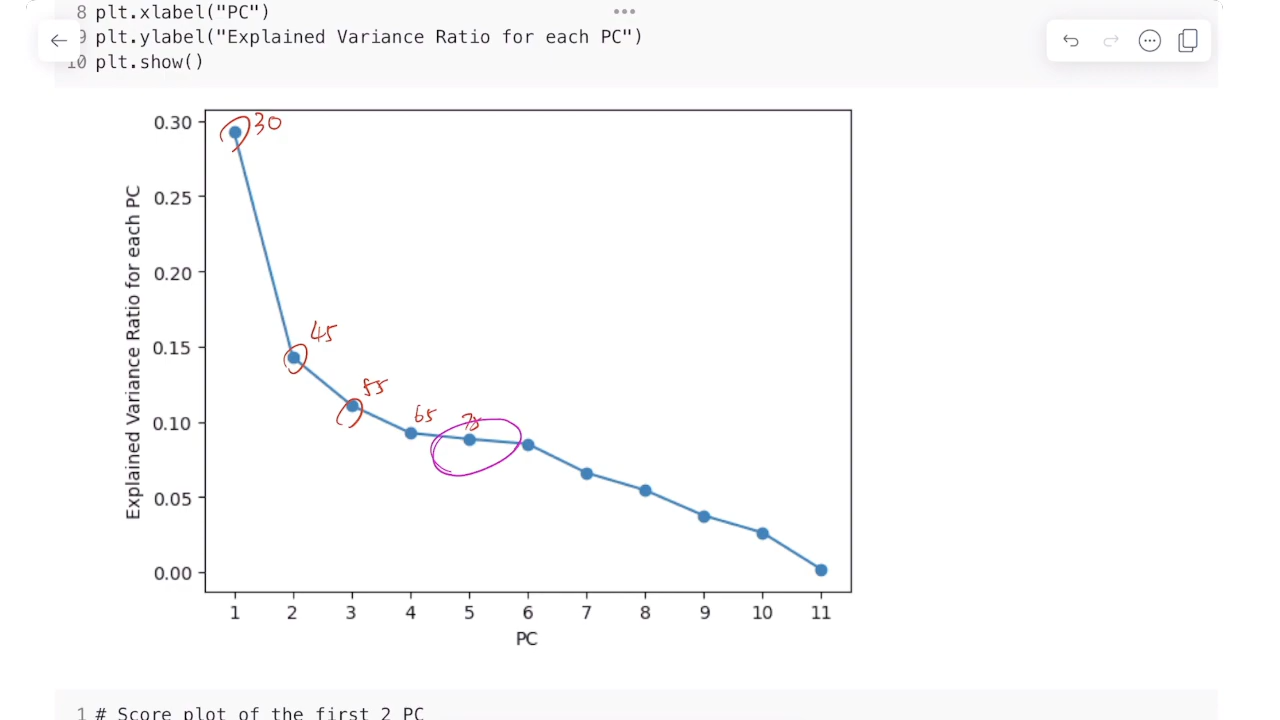 8 plt.xlabel("PC")
9 plt.ylabel("Explained Variance Ratio for each PC")
10 plt.show()
0.30
30
0.25
0.20
45
0.15
55
65
0.10
0.05
0.00
Explained Variance Ratio for each PC
1 2 3 4 5 6 7 8 9 10 11
PC
1 # Score plot of the first 2 PC